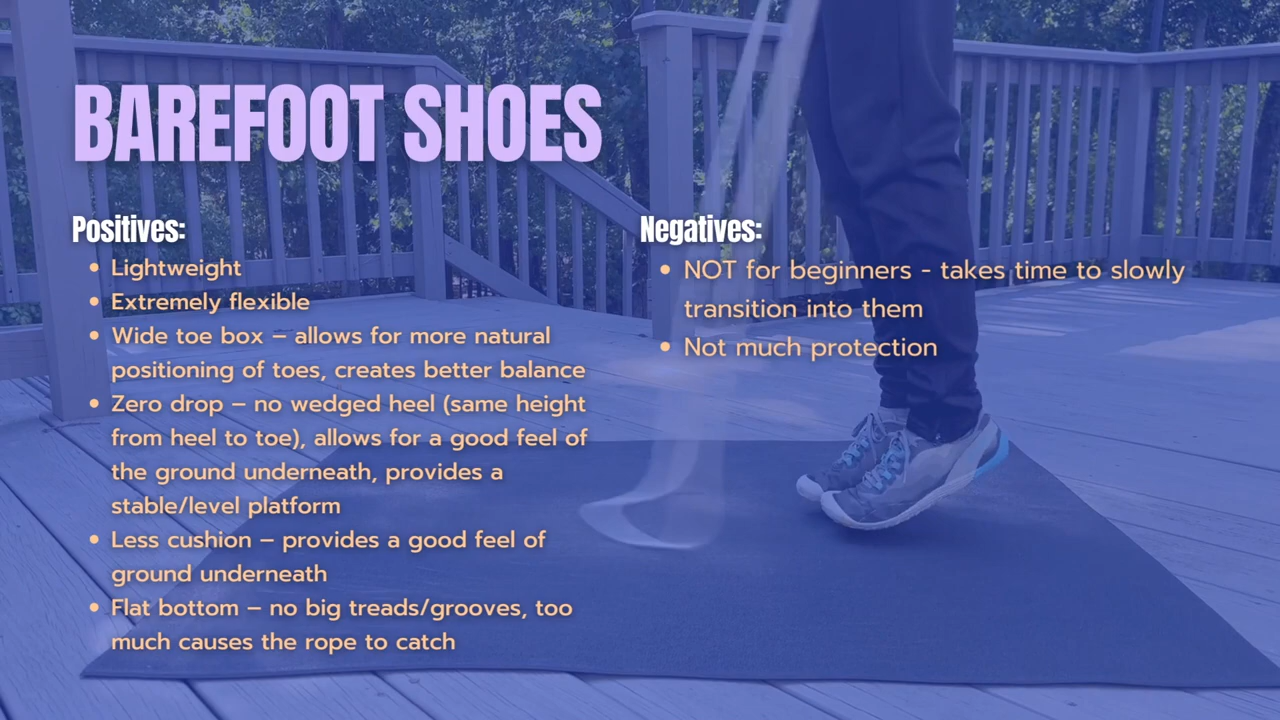 BAREFOOT SHOES
Positives:
• Lightweight
• Extremely flexible
• Wide toe box – allows for more natural
positioning of toes, creates better balance
• Zero drop – no wedged heel (same height
from heel to toe), allows for a good feel of
the ground underneath, provides a
stable/level platform
• Less cushion – provides a good feel of
ground underneath
• Flat bottom – no big treads/grooves, too
much causes the rope to catch
Negatives:
• NOT for beginners - takes time to slowly
transition into them
• Not much protection